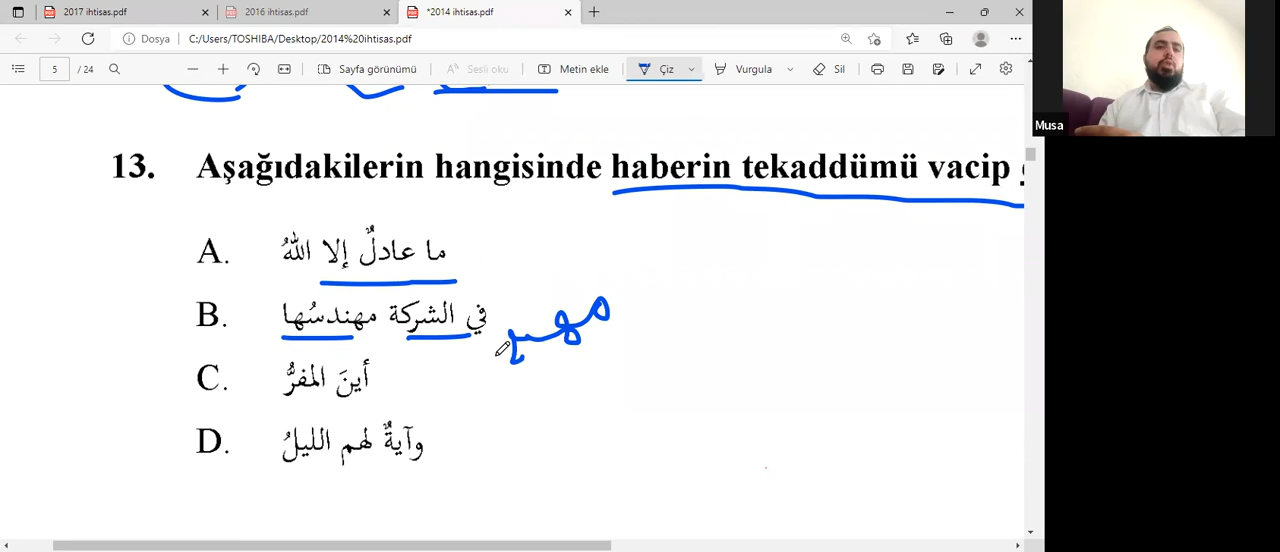 2017 ihtisas.pdf
2016 ihtisas.pdf
*2014 ihtisas.pdf
Dosya
C:/Users/TOSHIBA/Desktop/2014%20ihtisas.pdf
5 / 24
Sayfa görünümü
Sesli oku
Metin ekle
Çiz
Vurgula
Sil
Musa
13. Aşağıdakilerin hangisinde haberin tekaddümü vacip
A. ما عادلٌ إلا اللهُ
B. في الشركة مهندسُها
C. أينَ المفرُّ
D. وآيةٌ لهم الليلُ